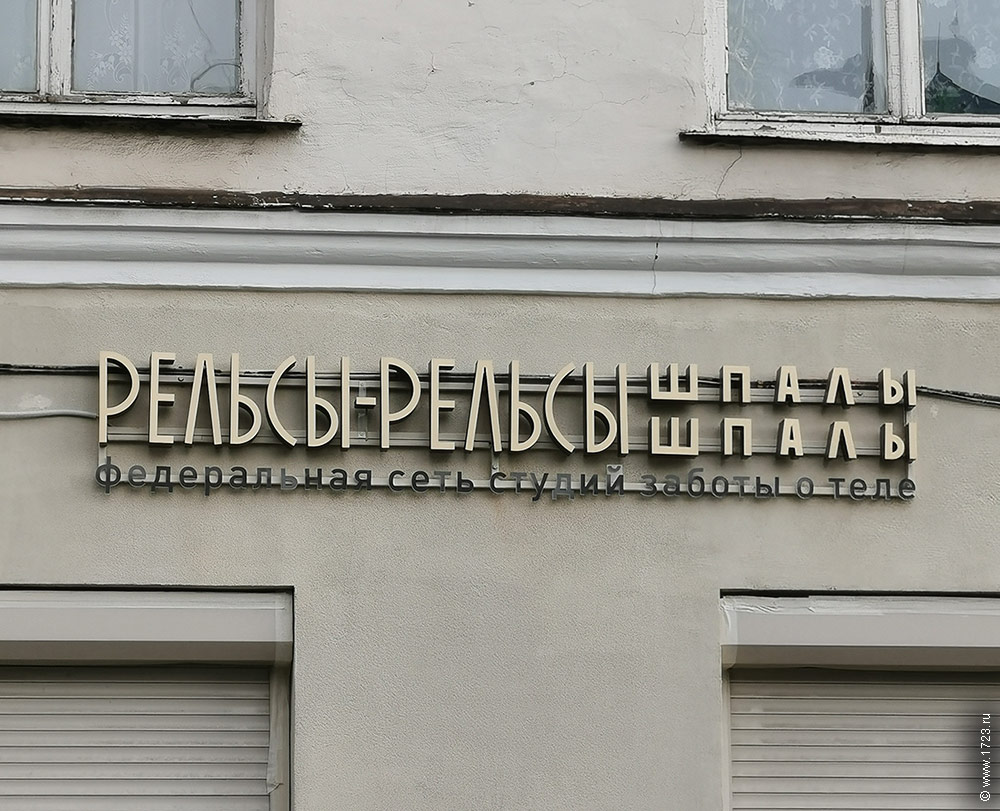 РЕЛЬСЫ-РЕЛЬСЫ ШПАЛЫ
ШПАЛЫ
федеральная сеть студий заботы о теле
© www.1723.ru